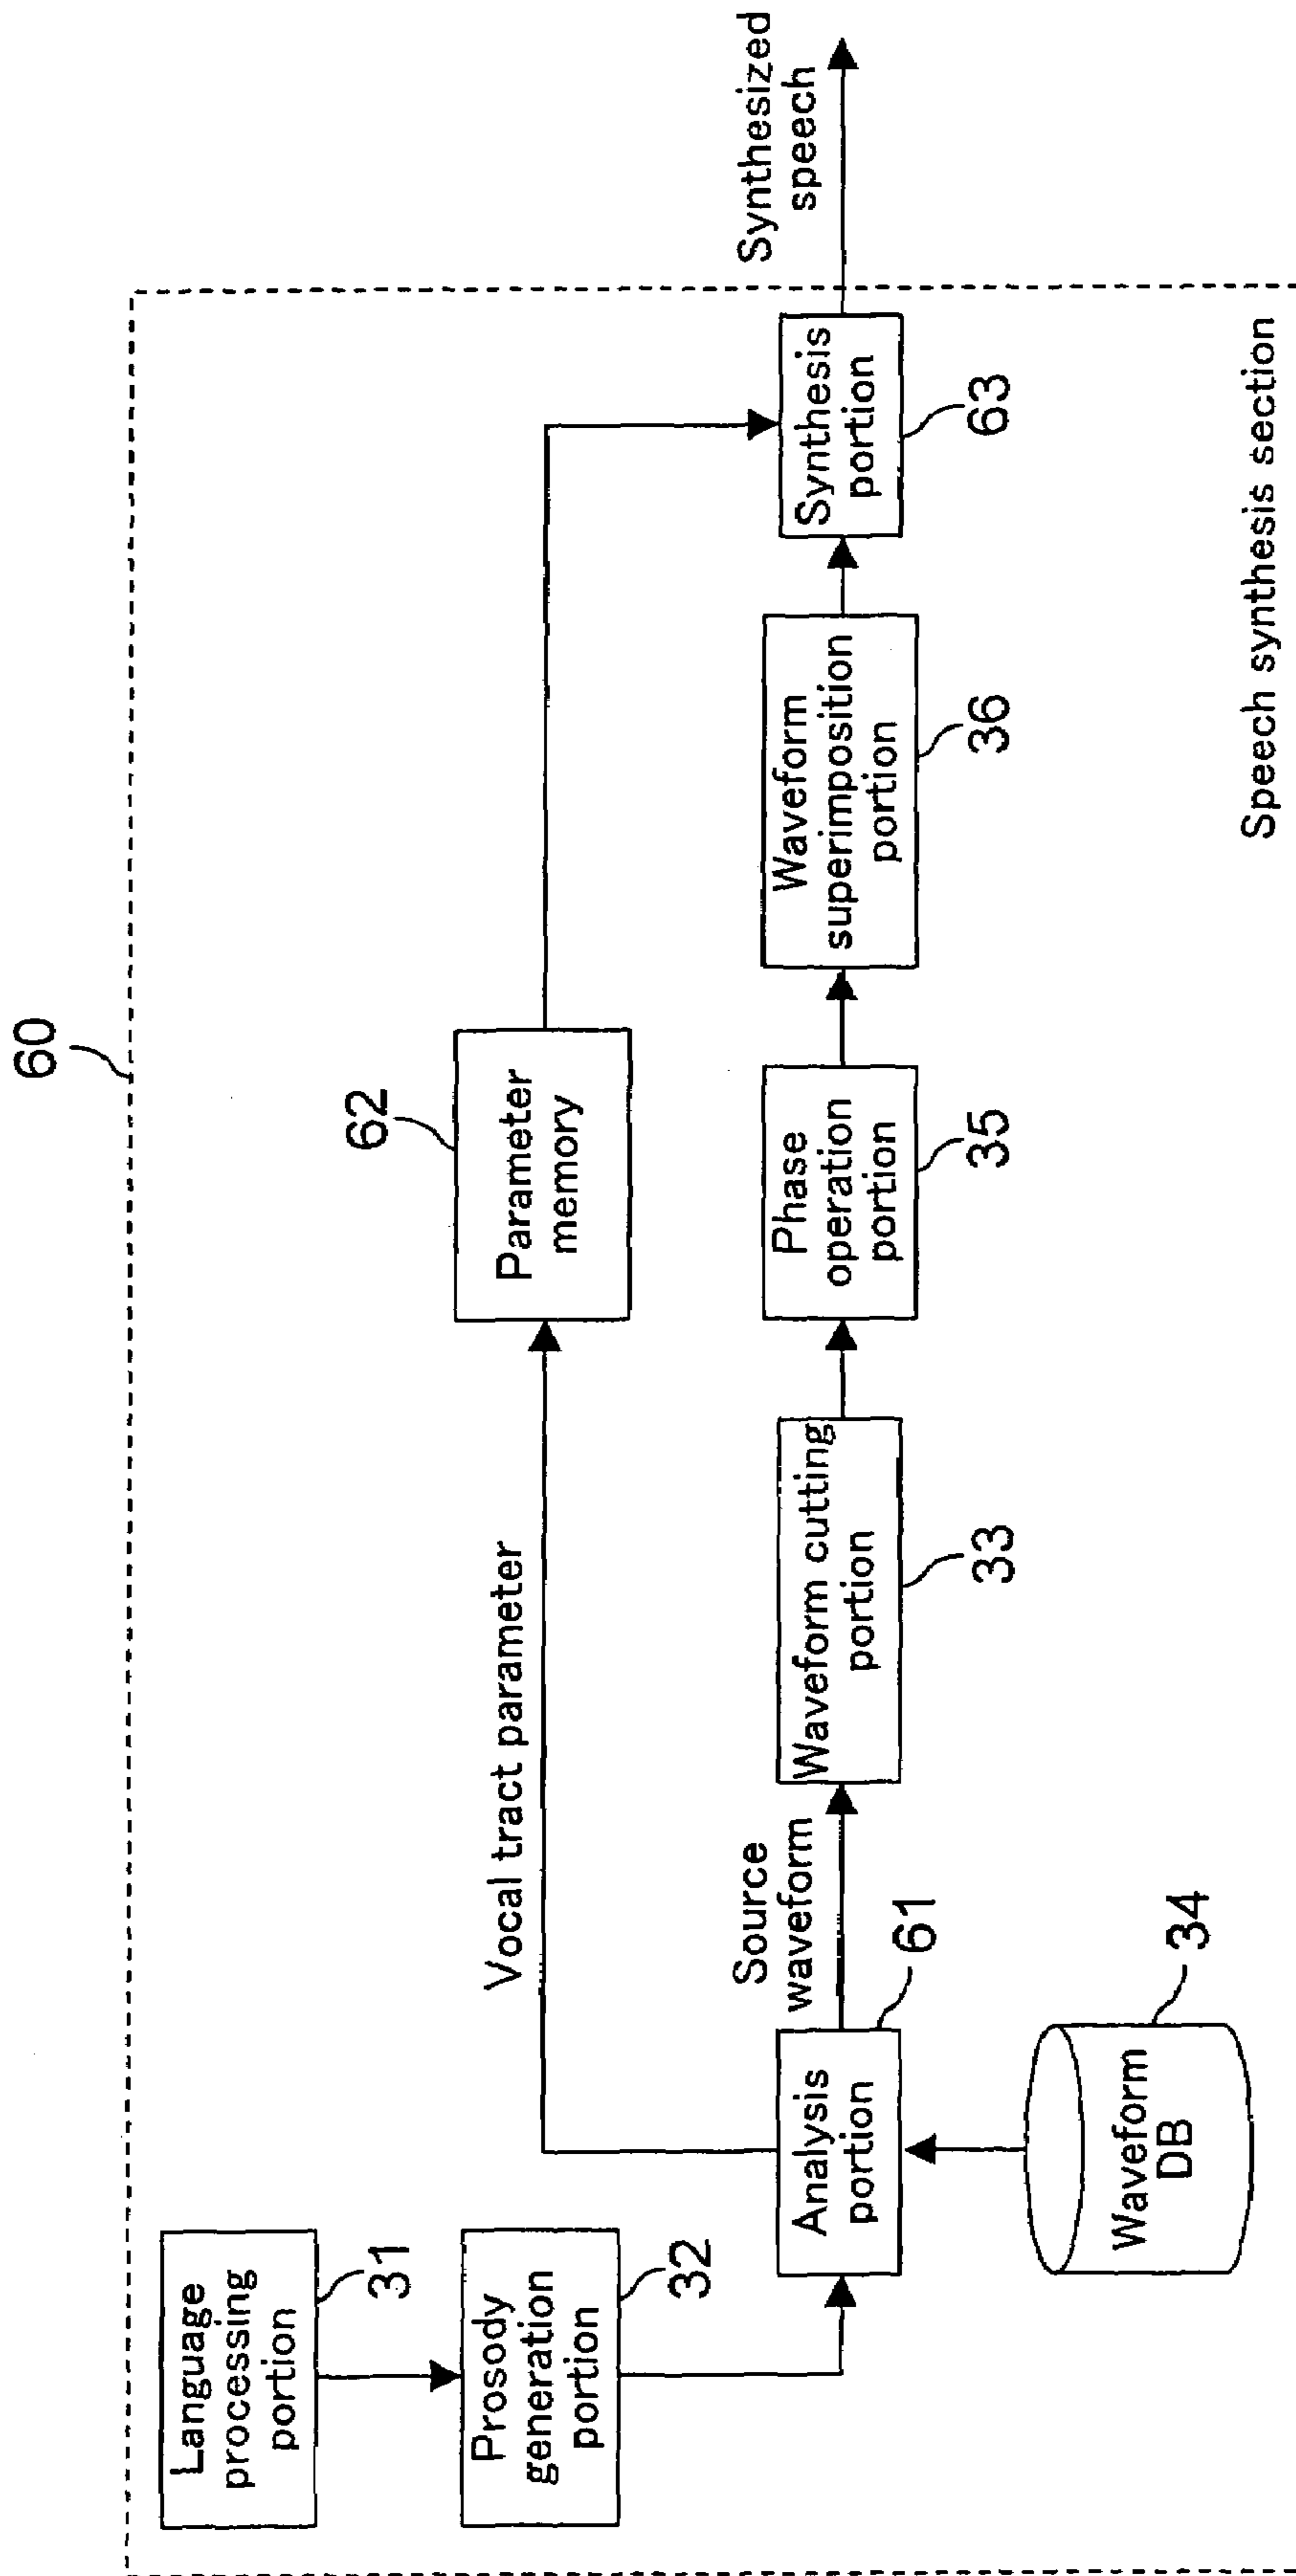 60
Language
processing
portion
31
Prosody
generation
portion
32
Vocal tract parameter
62
Parameter
memory
Analysis
portion
61
Source
waveform
Waveform
DB
34
Waveform cutting
portion
33
Phase
operation
portion
35
Waveform
superimposition
portion
36
Synthesis
portion
63
Synthesized
speech
Speech synthesis section